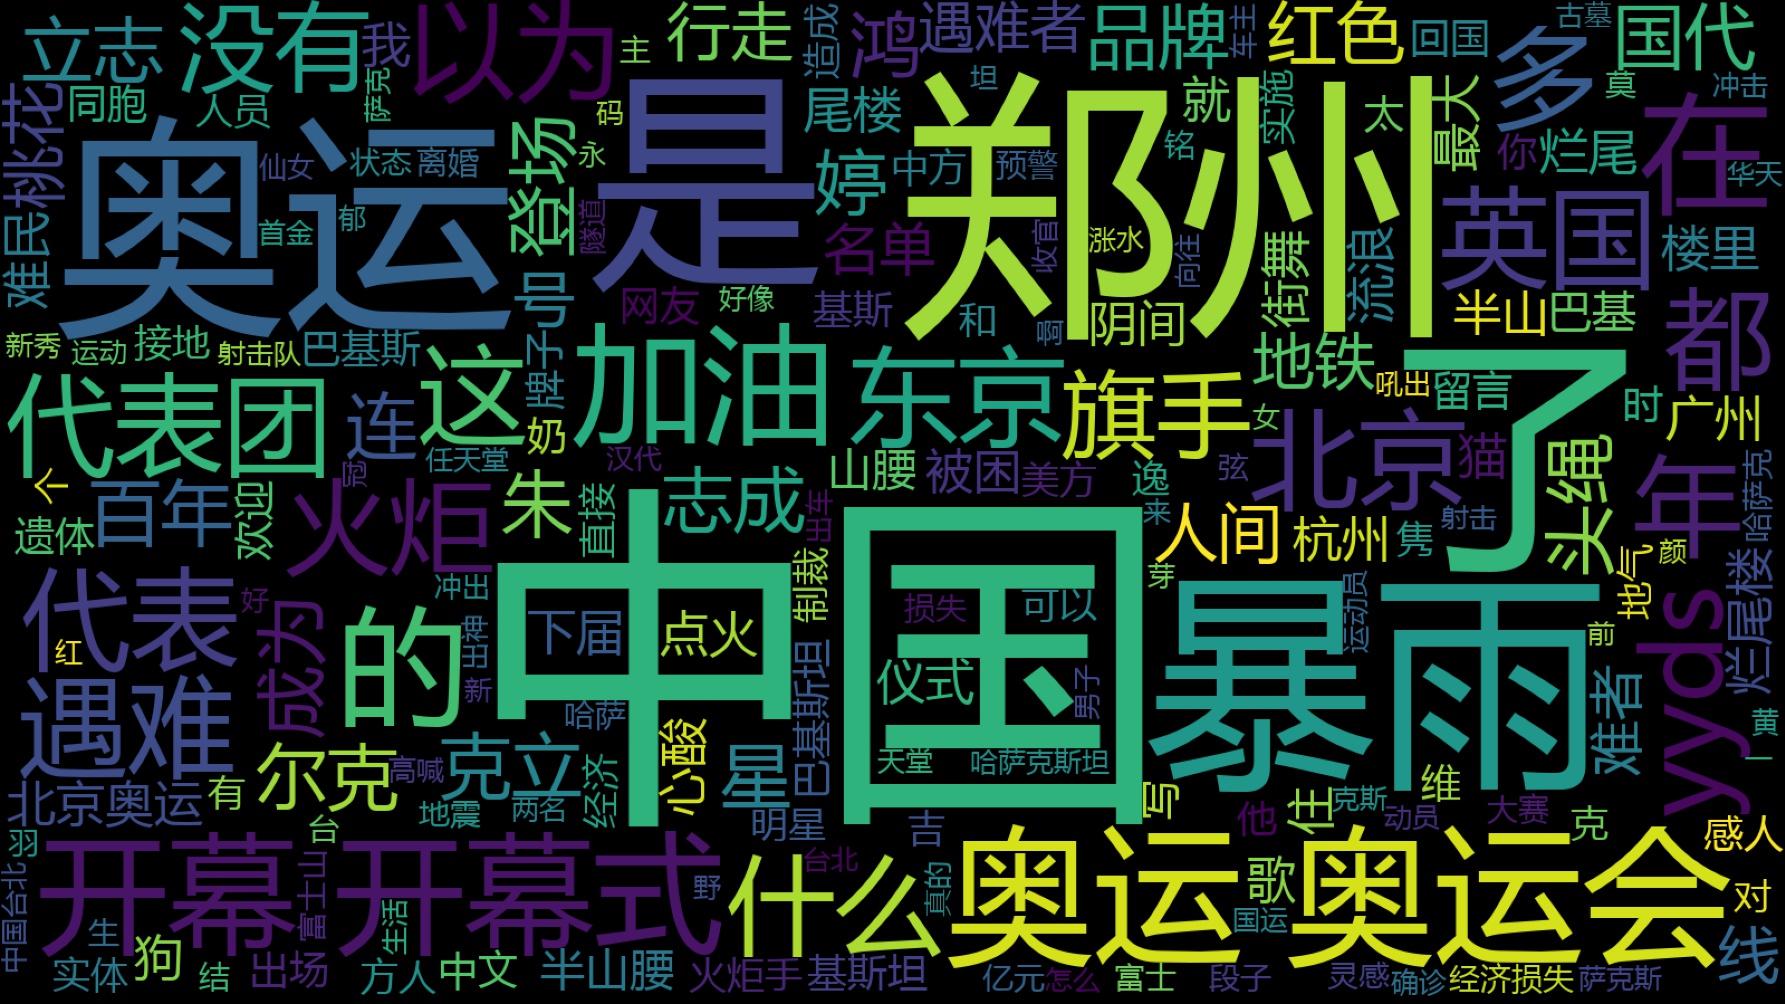 立志
没有
我
以为
主
行走
造成
鸿
遇难者
品牌
车主
红色
回国
古墓
国代
多
同胞
人员
萨克
码
是
尾楼
坦
郑州
就
实施
太
最大
莫
冲击
在
桃花
奥运
仙女
状态
离婚
登场
永
婷
中方
预警
铭
你
烂尾
华天
难民
首金
郁
隧道
名单
收官
涨水
向往
街舞
流浪
英国
楼里
新秀
运动
接地
射击队
巴基斯
子
牌
网友
好像
基斯
和
啊
阴间
半山
巴基
都
代表团
连
这
加油
东京
旗手
地铁
吼出
留言
了
时
广州
奶
女
个
百年
欢迎
冠
任天堂
汉代
山腰
被困
美方
逸
弦
北京
猫
头绳
年
哈萨克
遗体
火炬
朱
直接
志成
出生
来
人间
杭州
隽
射击
颜
地气
代表
好
成为
冲出
制裁
中国
芽
暴雨
运动员
前
yyds
烂尾楼
红
的
出神
下届
点火
损失
可以
仪式
男子
遇难
新
哈萨
巴基斯坦
难者
黄
一
尔克
高喊
克立
心酸
星
天堂
哈萨克斯坦
北京奥运
有
地震
两名
经济
明星
吉
写
他
住
克斯
维
动员
大赛
克
感人
羽
台
开幕
富士山
开幕式
野
台北
什么
真的
奥运
歌
国运
奥运会
对
中国台北
生
狗
生活
线
实体
结
出场
方人
中文
半山腰
火炬手
基斯坦
亿元
怎么
富士
段子
灵感
确诊
经济损失
萨克斯